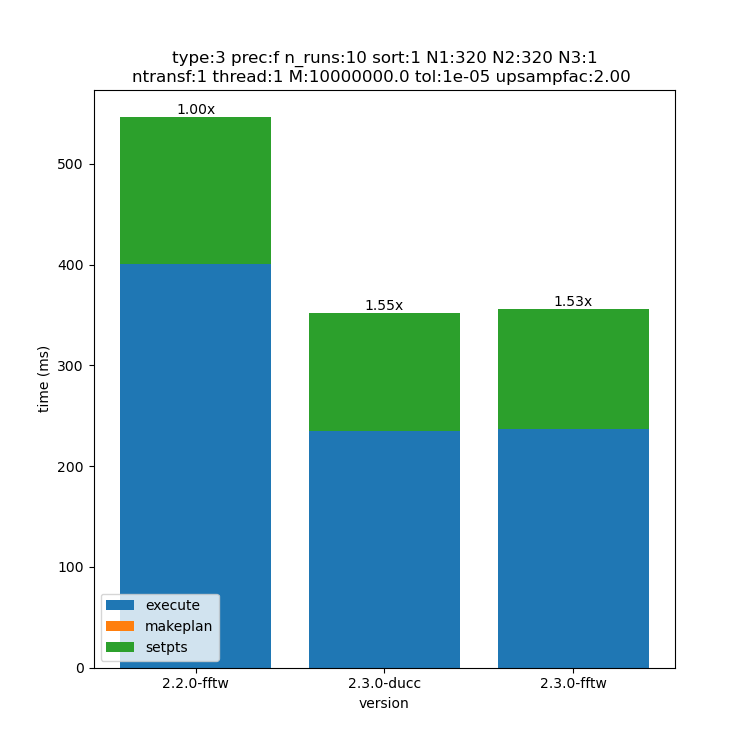 type:3 prec:f n_runs:10 sort:1 N1:320 N2:320 N3:1
ntransf:1 thread:1 M:10000000.0 tol:1e-05 upsampfac:2.00
1.00x
1.55x
1.53x
500
400
300
200
100
0
time (ms)
execute
makeplan
setpts
2.2.0-fftw
2.3.0-ducc
2.3.0-fftw
version